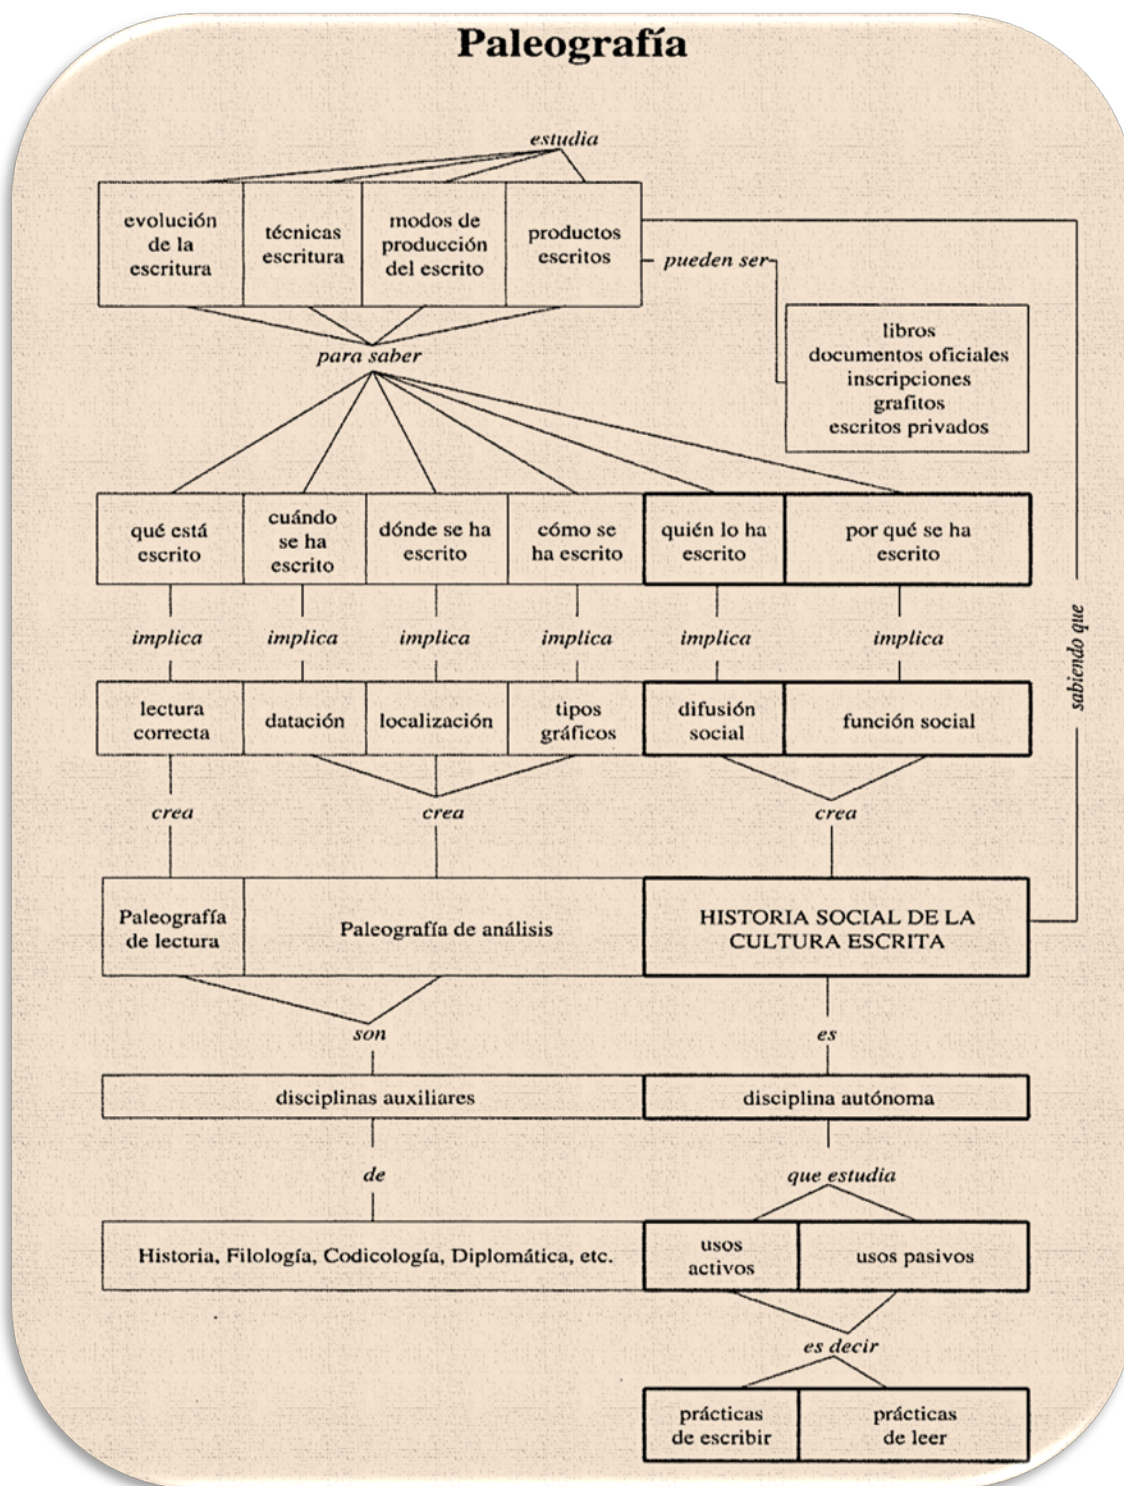 Paleografía
estudia
evolución
de la
escritura
técnicas
escritura
modos de
producción
del escrito
productos
escritos
pueden ser
libros
documentos oficiales
inscripciones
grafitos
escritos privados
para saber
qué está
escrito
cuándo
se ha
escrito
dónde se ha
escrito
cómo se
ha escrito
quién lo ha
escrito
por qué se ha
escrito
implica
implica
implica
implica
implica
implica
sabiendo que
lectura
correcta
datación
localización
tipos
gráficos
difusión
social
función social
crea
crea
crea
Paleografía
de lectura
Paleografía de análisis
HISTORIA SOCIAL DE LA
CULTURA ESCRITA
son
es
disciplinas auxiliares
disciplina autónoma
de
que estudia
Historia, Filología, Codicología, Diplomática, etc.
usos
activos
usos pasivos
es decir
prácticas
de escribir
prácticas
de leer